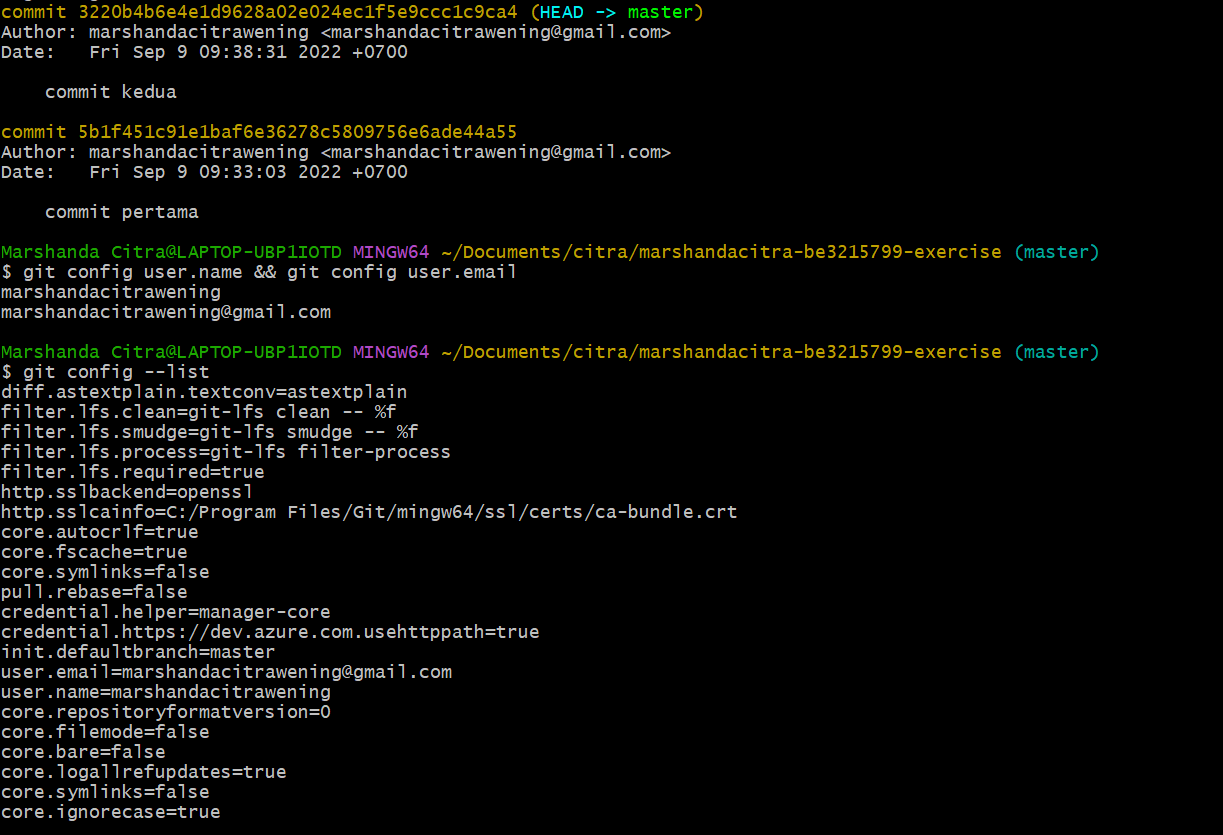 commit 3220b4b6e4e1d9628a02e024ec1f5e9ccc1c9ca4 (HEAD -> master)
Author: marshandacitrawening <marshandacitrawening@gmail.com>
Date:   Fri Sep 9 09:38:31 2022 +0700

    commit kedua

commit 5b1f451c91e1baf6e36278c5809756e6ade44a55
Author: marshandacitrawening <marshandacitrawening@gmail.com>
Date:   Fri Sep 9 09:33:03 2022 +0700

    commit pertama

Marshanda Citra@LAPTOP-UBP1IOTD MINGW64 ~/Documents/citra/marshandacitra-be3215799-exercise (master)
$ git config user.name && git config user.email
marshandacitrawening
marshandacitrawening@gmail.com

Marshanda Citra@LAPTOP-UBP1IOTD MINGW64 ~/Documents/citra/marshandacitra-be3215799-exercise (master)
$ git config --list
diff.astextplain.textconv=astextplain
filter.lfs.clean=git-lfs clean -- %f
filter.lfs.smudge=git-lfs smudge -- %f
filter.lfs.process=git-lfs filter-process
filter.lfs.required=true
http.sslbackend=openssl
http.sslcainfo=C:/Program Files/Git/mingw64/ssl/certs/ca-bundle.crt
core.autocrlf=true
core.fscache=true
core.symlinks=false
pull.rebase=false
credential.helper=manager-core
credential.https://dev.azure.com.usehttppath=true
init.defaultbranch=master
user.email=marshandacitrawening@gmail.com
user.name=marshandacitrawening
core.repositoryformatversion=0
core.filemode=false
core.bare=false
core.logallrefupdates=true
core.symlinks=false
core.ignorecase=true